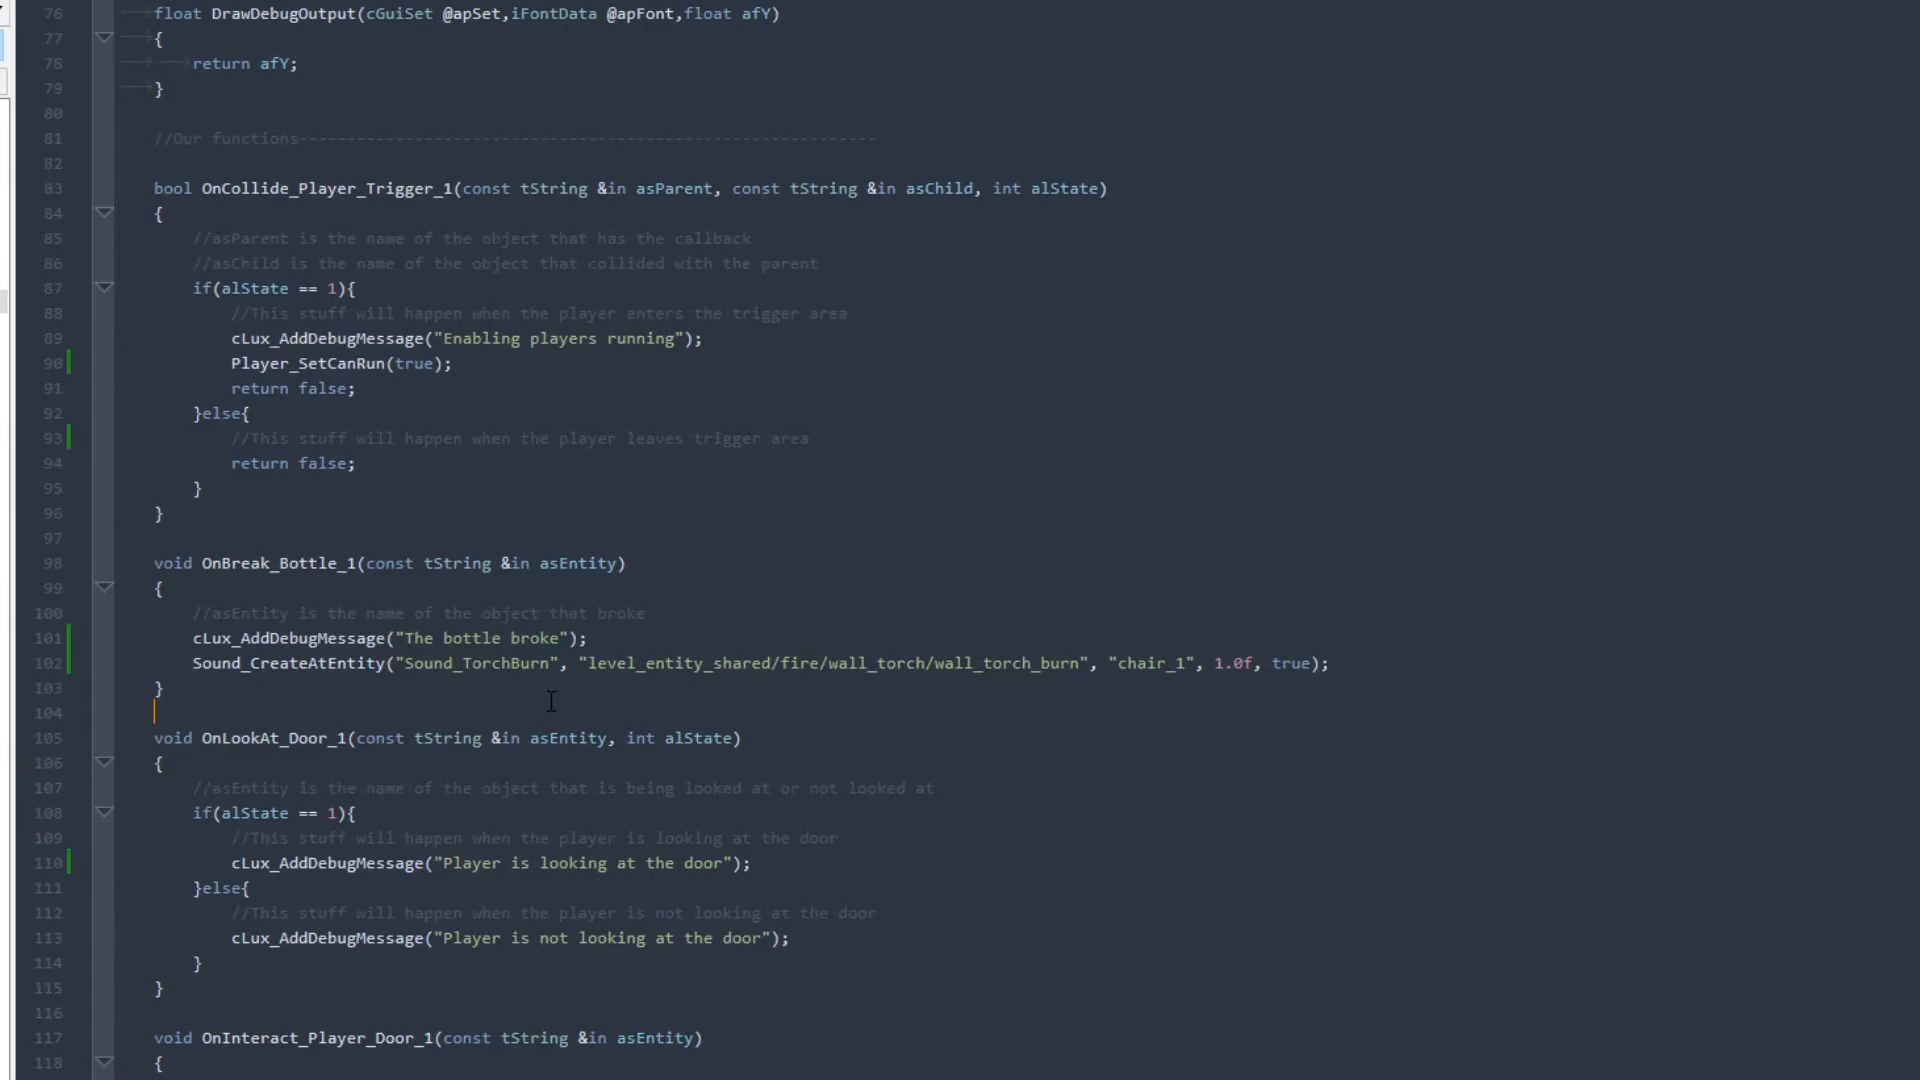 76 float DrawDebugOutput(cGuiSet @apSet,iFontData @apFont,float afY)
77 {
78 return afY;
79 }
80
81 //Our functions------------------------------------------------------------
82
83 bool OnCollide_Player_Trigger_1(const tString &in asParent, const tString &in asChild, int alState)
84 {
85 //asParent is the name of the object that has the callback
86 //asChild is the name of the object that collided with the parent
87 if(alState == 1){
88 //This stuff will happen when the player enters the trigger area
89 cLux_AddDebugMessage("Enabling players running");
90 Player_SetCanRun(true);
91 return false;
92 }else{
93 //This stuff will happen when the player leaves trigger area
94 return false;
95 }
96 }
97
98 void OnBreak_Bottle_1(const tString &in asEntity)
99 {
100 //asEntity is the name of the object that broke
101 cLux_AddDebugMessage("The bottle broke");
102 Sound_CreateAtEntity("Sound_TorchBurn", "level_entity_shared/fire/wall_torch/wall_torch_burn", "chair_1", 1.0f, true);
103 }
104
105 void OnLookAt_Door_1(const tString &in asEntity, int alState)
106 {
107 //asEntity is the name of the object that is being looked at or not looked at
108 if(alState == 1){
109 //This stuff will happen when the player is looking at the door
110 cLux_AddDebugMessage("Player is looking at the door");
111 }else{
112 //This stuff will happen when the player is not looking at the door
113 cLux_AddDebugMessage("Player is not looking at the door");
114 }
115 }
116
117 void OnInteract_Player_Door_1(const tString &in asEntity)
118 {